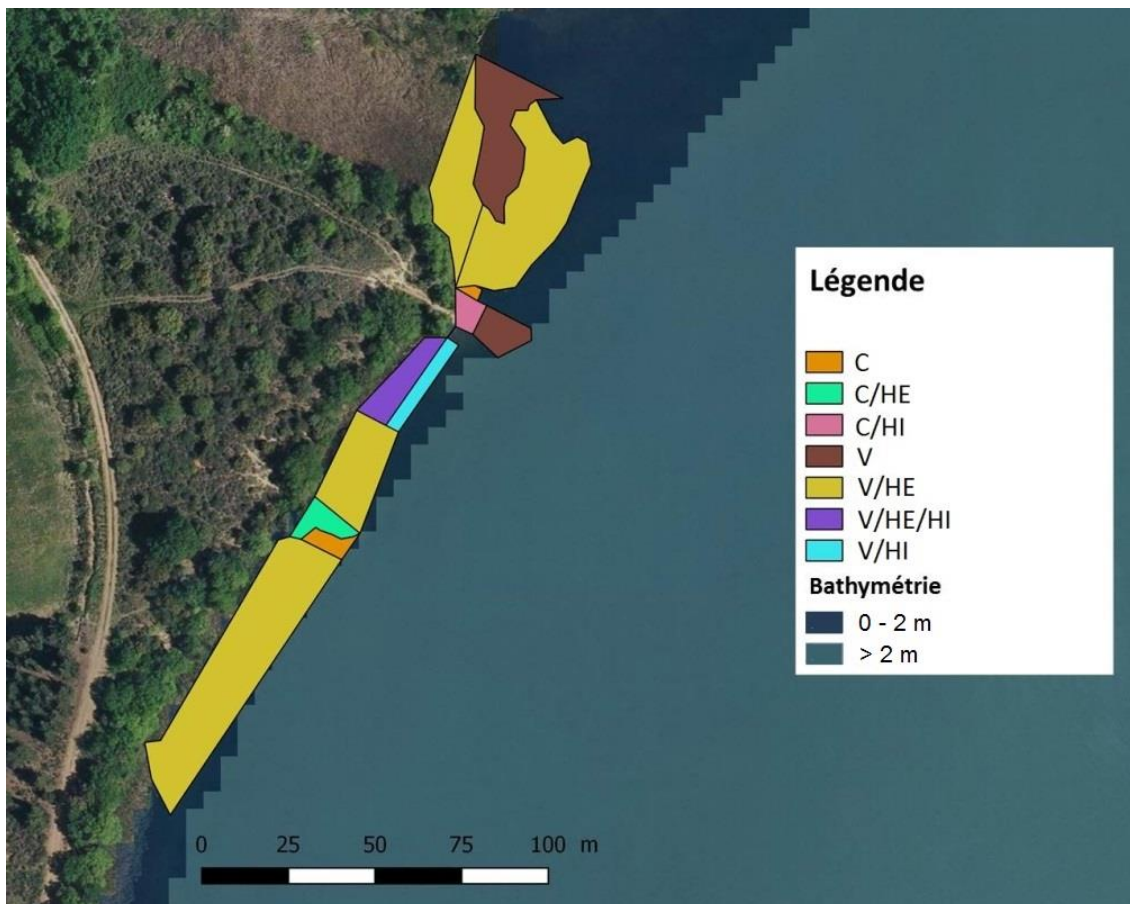 Légende
C
C/HE
C/HI
V
V/HE
V/HE/HI
V/HI
Bathymétrie
0 - 2 m
> 2 m
0 25 50 75 100 m